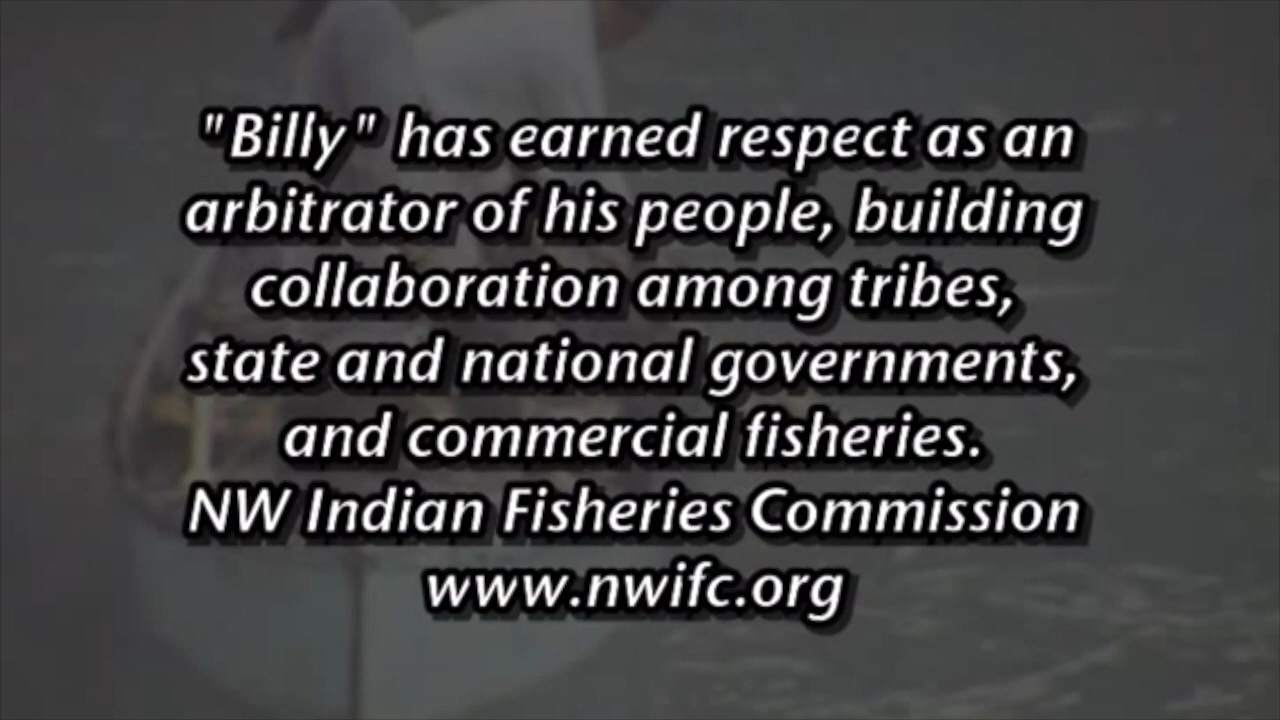 "Billy" has earned respect as an
arbitrator of his people, building
collaboration among tribes,
state and national governments,
and commercial fisheries.
NW Indian Fisheries Commission
www.nwifc.org